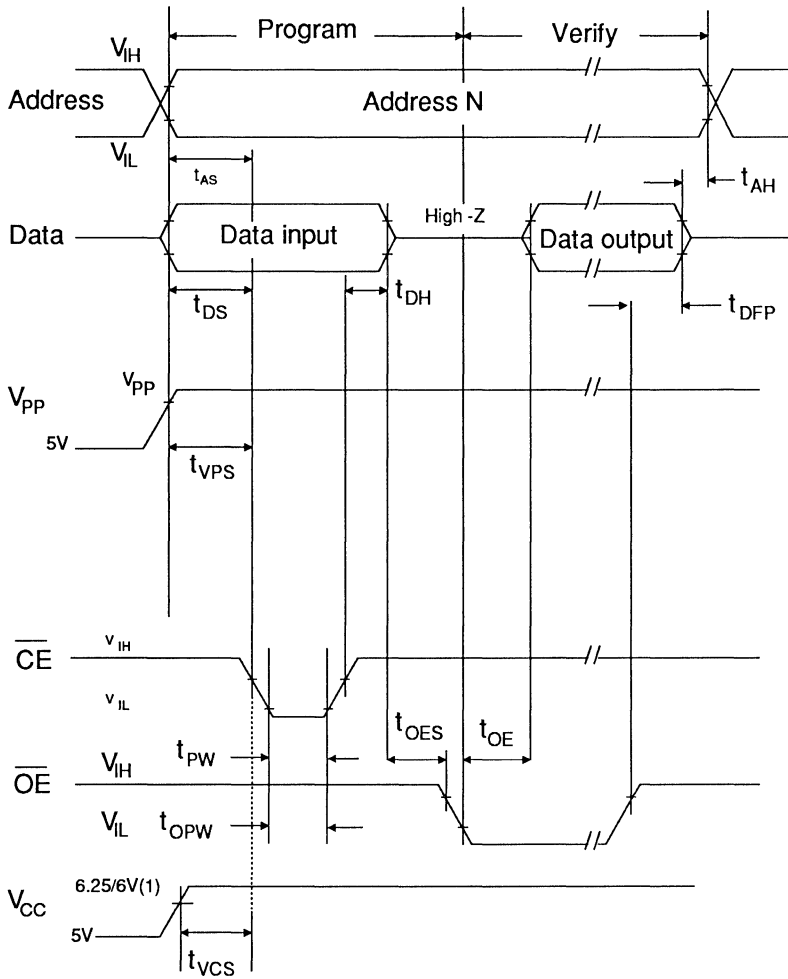 Program
Verify
VIH
Address
Address N
VIL
tAS
tAH
High -Z
Data
Data input
Data output
tDS
tDH
tDFP
VPP
VPP
5V
tVPS
CE
VIH
VIL
tOES
tOE
tPW
VIH
OE
VIL
tOPW
6.25/6V(1)
VCC
5V
tVCS